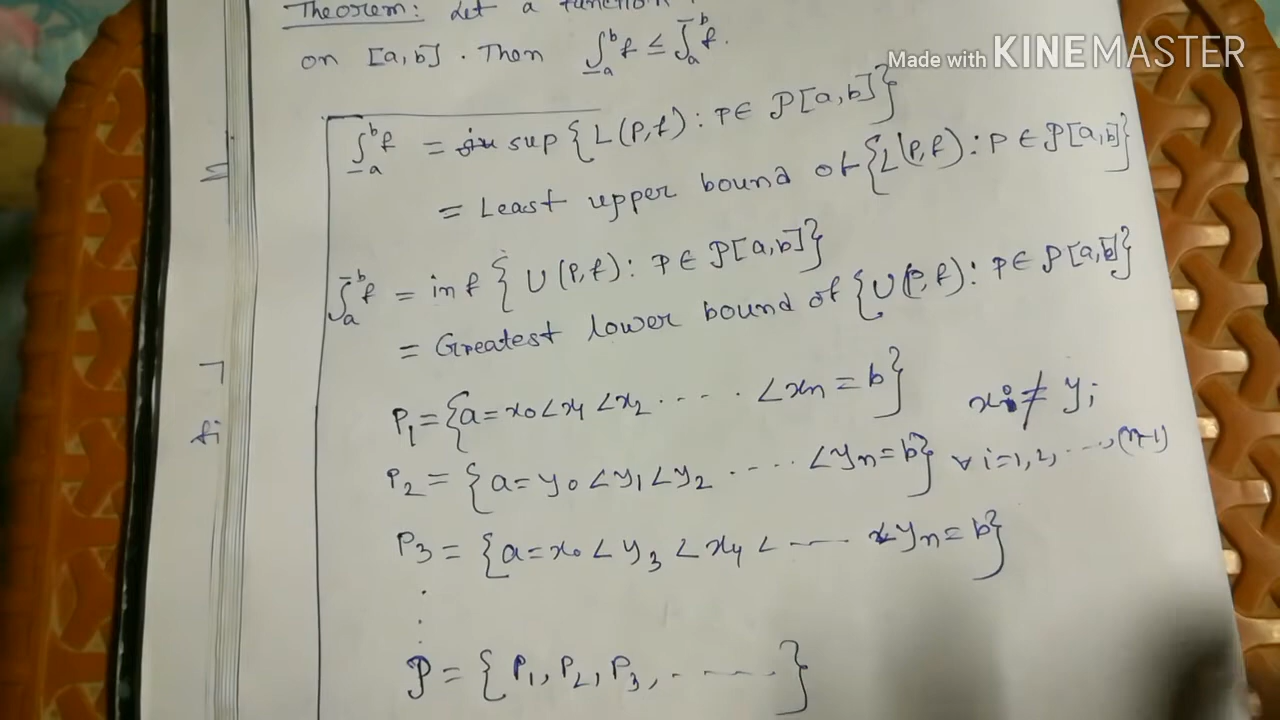 Theorem: Let a function
on [a,b]. Then ∫_a^b f ≤ ∫̄_a^b f.
Made with KINEMASTER
∫_a^b f = sup {L(P,f) : P ∈ 𝒫[a,b]}
= Least upper bound of {L(P,f) : P ∈ 𝒫[a,b]}
∫̄_a^b f = inf {U(P,f) : P ∈ 𝒫[a,b]}
= Greatest lower bound of {U(P,f) : P ∈ 𝒫[a,b]}
P₁ = {a = x₀ < x₁ < x₂ ..... < xn = b} xᵢ ≠ yᵢ
P₂ = {a = y₀ < y₁ < y₂ ..... < yn = b} ∀ i = 1, 2, ....., (n-1)
P₃ = {a = x₀ < y₃ < x₄ < ---- < yn = b}
𝒫 = {P₁, P₂, P₃, ------}